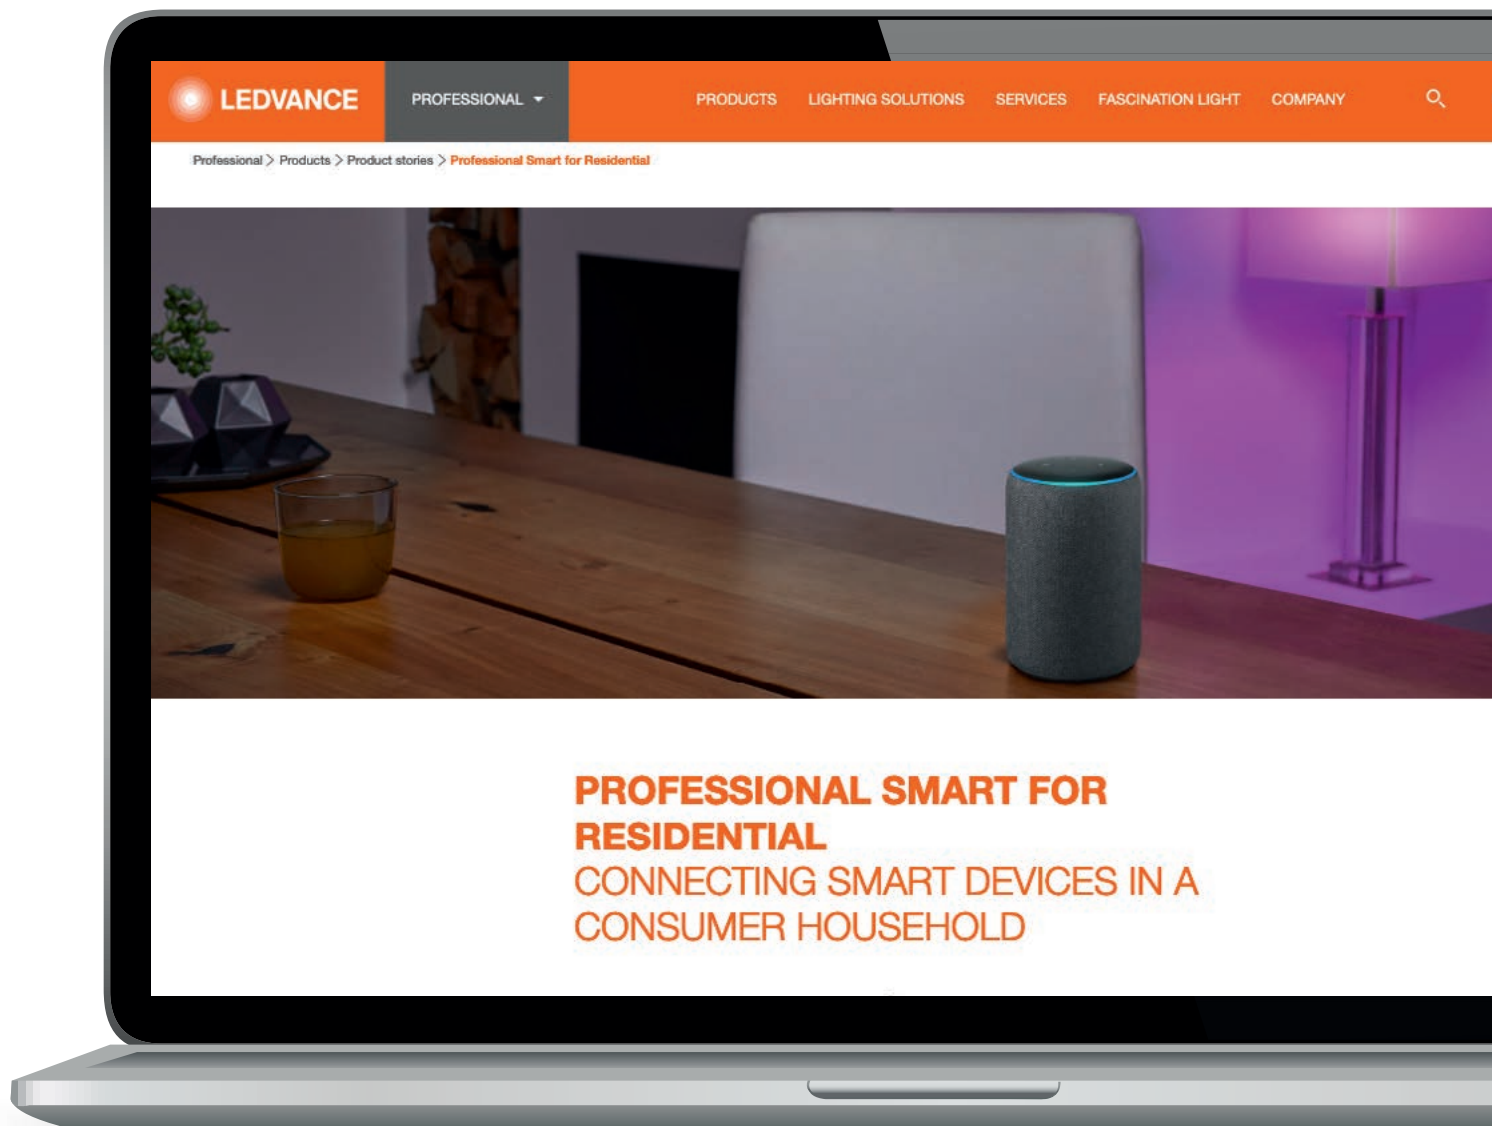 LEDVANCE
PROFESSIONAL
PRODUCTS
LIGHTING SOLUTIONS
SERVICES
FASCINATION LIGHT
COMPANY
Professional > Products > Product stories > Professional Smart for Residential
PROFESSIONAL SMART FOR
RESIDENTIAL
CONNECTING SMART DEVICES IN A
CONSUMER HOUSEHOLD